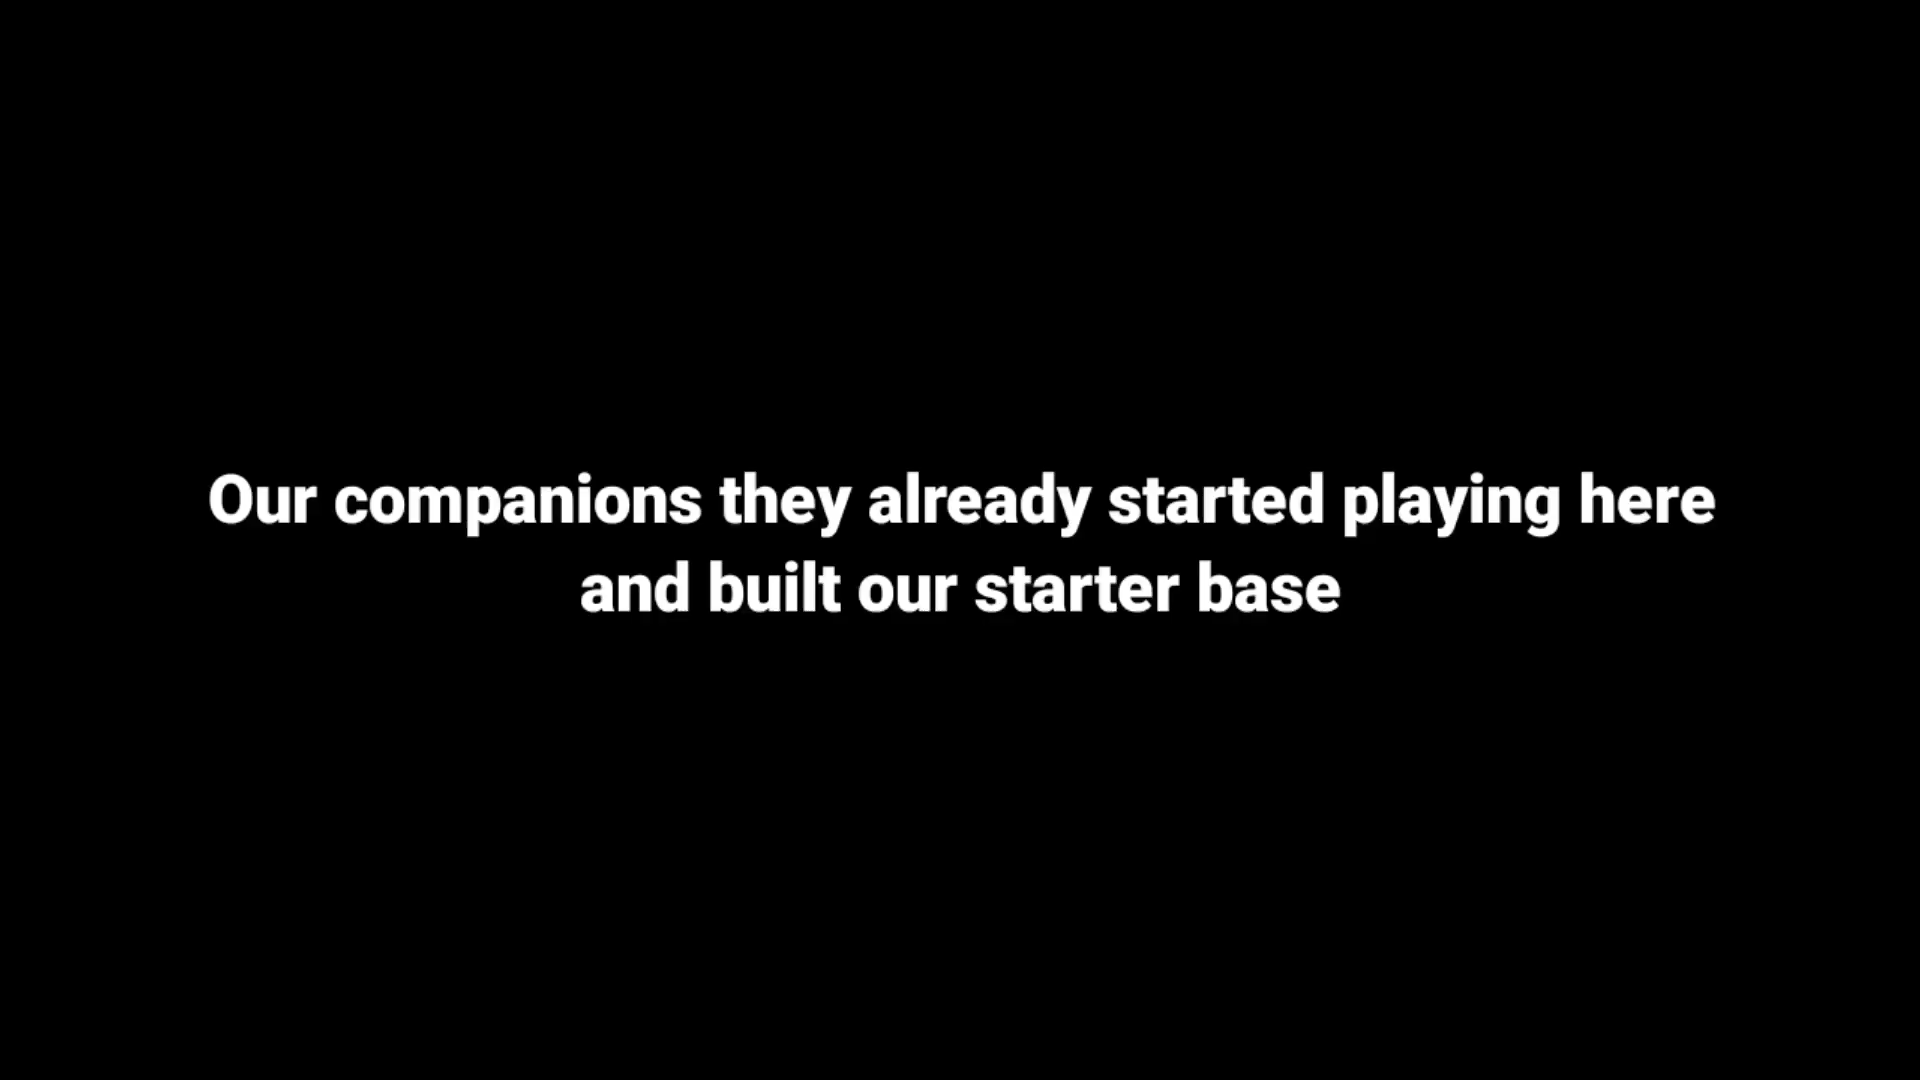 Our companions they already started playing here
and built our starter base